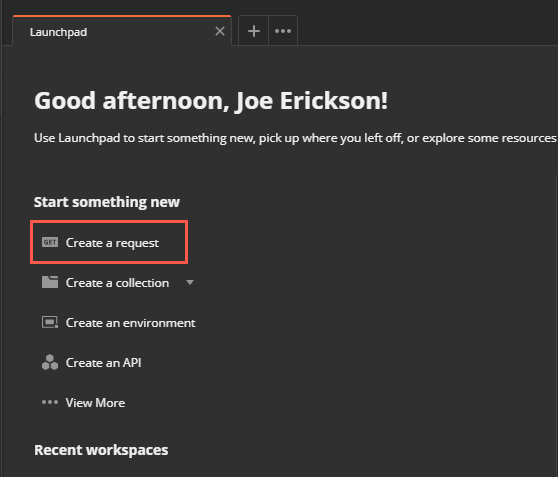 Launchpad
Good afternoon, Joe Erickson!
Use Launchpad to start something new, pick up where you left off, or explore some resources
Start something new
GET Create a request
Create a collection
Create an environment
Create an API
View More
Recent workspaces